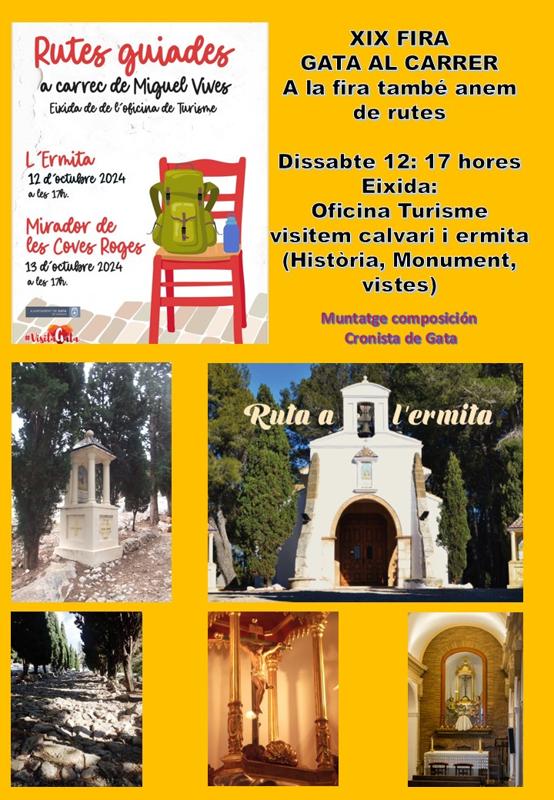 Rutes guiades
a carrec de Miguel Vives
Eixida de de l'oficina de Turisme
L'Ermita
12 d'octubre 2024
a les 17h.
Mirador de
les Coves Roges
13 d'octubre 2024
a les 17h.
#VisitaGata
XIX FIRA
GATA AL CARRER
A la fira també anem
de rutes
Dissabte 12: 17 hores
Eixida:
Oficina Turisme
visitem calvari i ermita
(Història, Monument,
vistes)
Muntatge composición
Cronista de Gata
Ruta a l'ermita